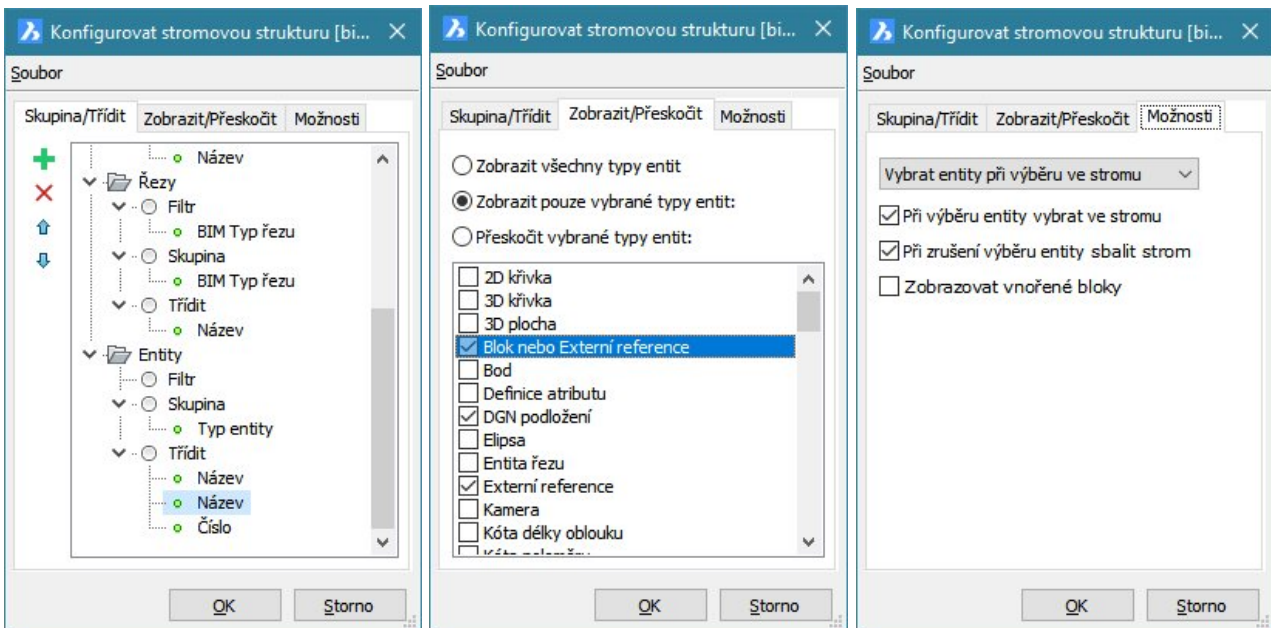 Konfigurovat stromovou strukturu [bi...
Soubor
Skupina/Třídit
Zobrazit/Přeskočit
Možnosti
Název
Řezy
Filtr
BIM Typ řezu
Skupina
BIM Typ řezu
Třídit
Název
Entity
Filtr
Skupina
Typ entity
Třídit
Název
Název
Číslo
OK
Storno
Konfigurovat stromovou strukturu [bi...
Soubor
Skupina/Třídit
Zobrazit/Přeskočit
Možnosti
Zobrazit všechny typy entit
Zobrazit pouze vybrané typy entit:
Přeskočit vybrané typy entit:
2D křivka
3D křivka
3D plocha
Blok nebo Externí reference
Bod
Definice atributu
DGN podložení
Elipsa
Entita řezu
Externí reference
Kamera
Kóta délky oblouku
OK
Storno
Konfigurovat stromovou strukturu [bi...
Soubor
Skupina/Třídit
Zobrazit/Přeskočit
Možnosti
Vybrat entity při výběru ve stromu
Při výběru entity vybrat ve stromu
Při zrušení výběru entity sbalit strom
Zobrazovat vnořené bloky
OK
Storno